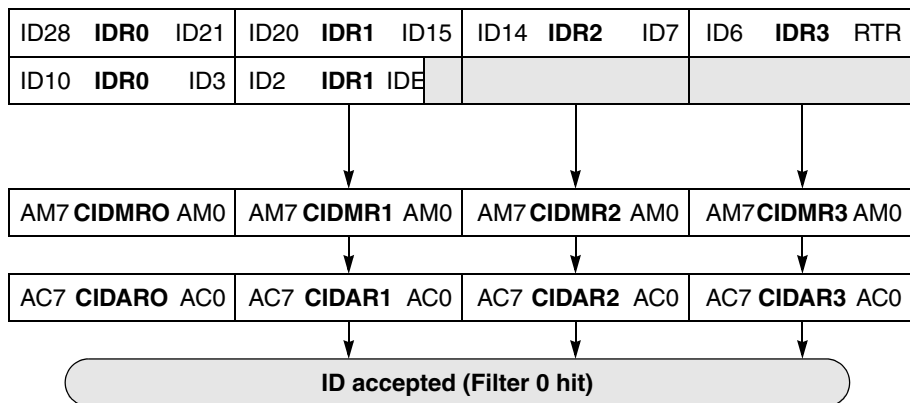 ID28 IDR0 ID21 ID20 IDR1 ID15 ID14 IDR2 ID7 ID6 IDR3 RTR
ID10 IDR0 ID3 ID2 IDR1 IDE
AM7 CIDMRO AM0 AM7 CIDMR1 AM0 AM7 CIDMR2 AM0 AM7 CIDMR3 AM0
AC7 CIDARO AC0 AC7 CIDAR1 AC0 AC7 CIDAR2 AC0 AC7 CIDAR3 AC0
ID accepted (Filter 0 hit)